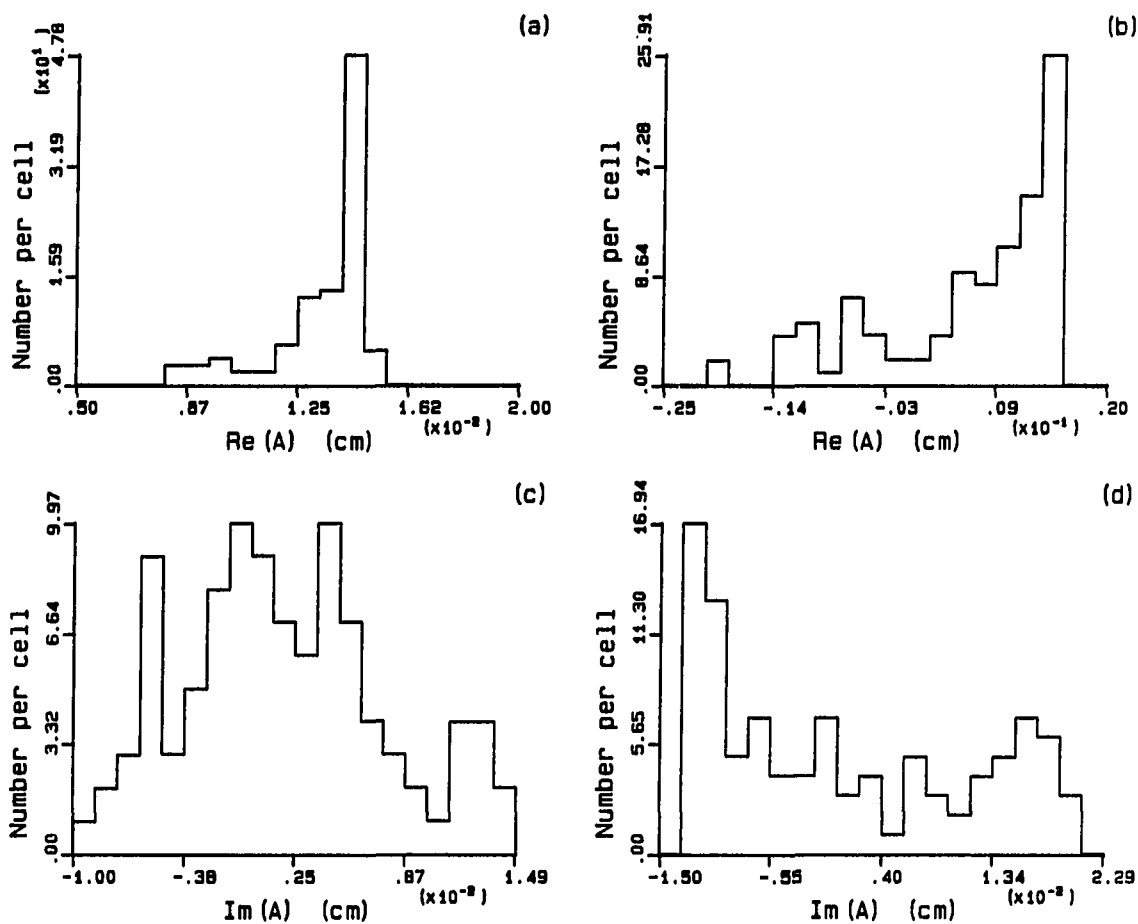 (a)
(x10¹)
4.78
3.19
1.59
.00
Number per cell
.50 .87 1.25 1.62 2.00
Re(A) (cm) (x10⁻²)
(b)
25.91
17.28
8.64
.00
Number per cell
-.25 -.14 -.03 .09 .20
Re(A) (cm) (x10⁻¹)
(c)
9.97
6.64
3.32
.00
Number per cell
-1.00 -.38 .25 .87 1.49
Im(A) (cm) (x10⁻²)
(d)
16.94
11.30
5.65
.00
Number per cell
-1.50 -.55 .40 1.34 2.29
Im(A) (cm) (x10⁻²)